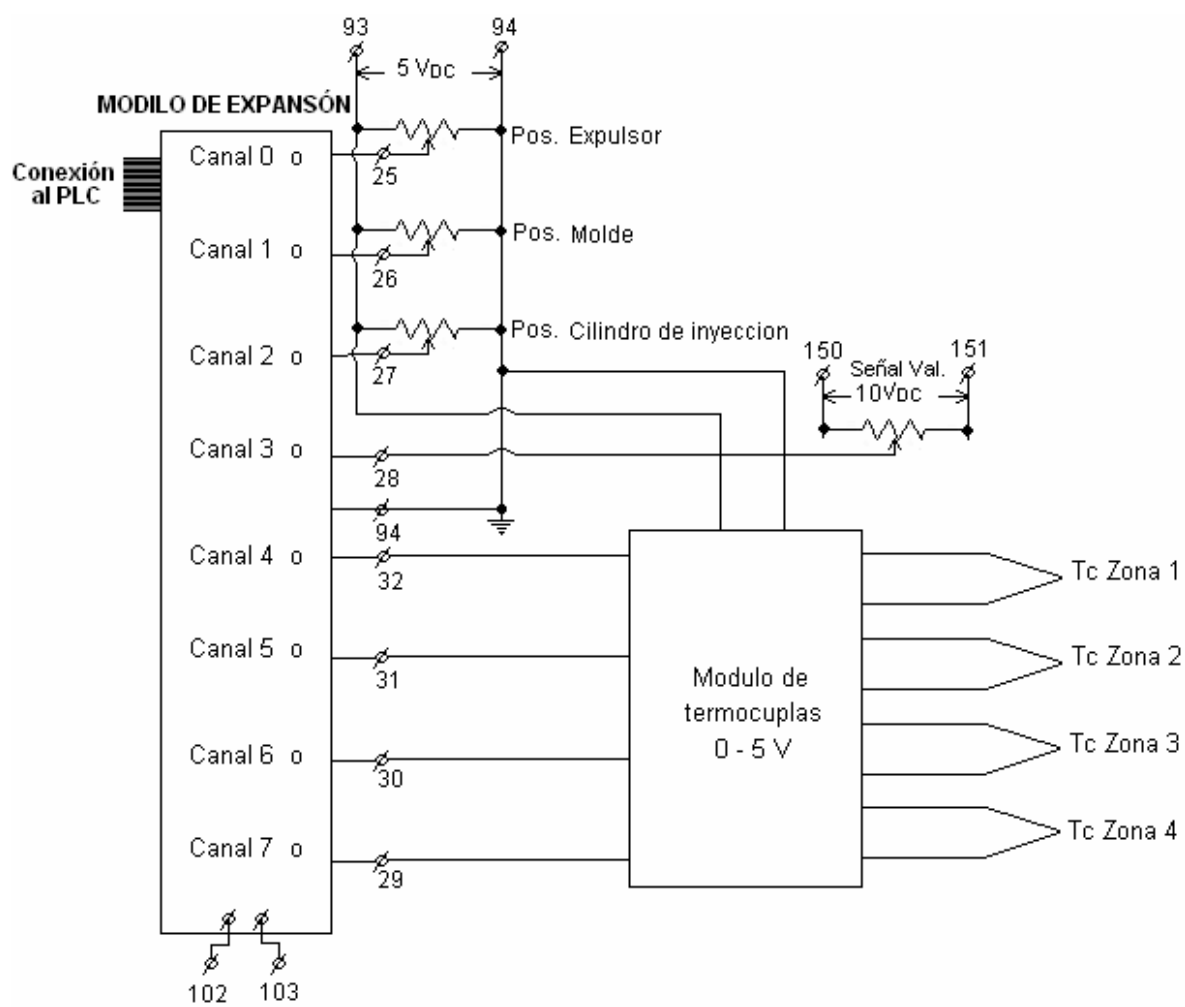 93
94
5 VDC
MODILO DE EXPANSÓN
Conexión
al PLC
Canal 0 o
25
Pos. Expulsor
Canal 1 o
26
Pos. Molde
Canal 2 o
27
Pos. Cilindro de inyeccion
150
151
Señal Val.
10VDC
Canal 3 o
28
94
Canal 4 o
32
Tc Zona 1
Canal 5 o
31
Tc Zona 2
Modulo de
termocuplas
0 - 5 V
Canal 6 o
30
Tc Zona 3
Canal 7 o
29
Tc Zona 4
102
103